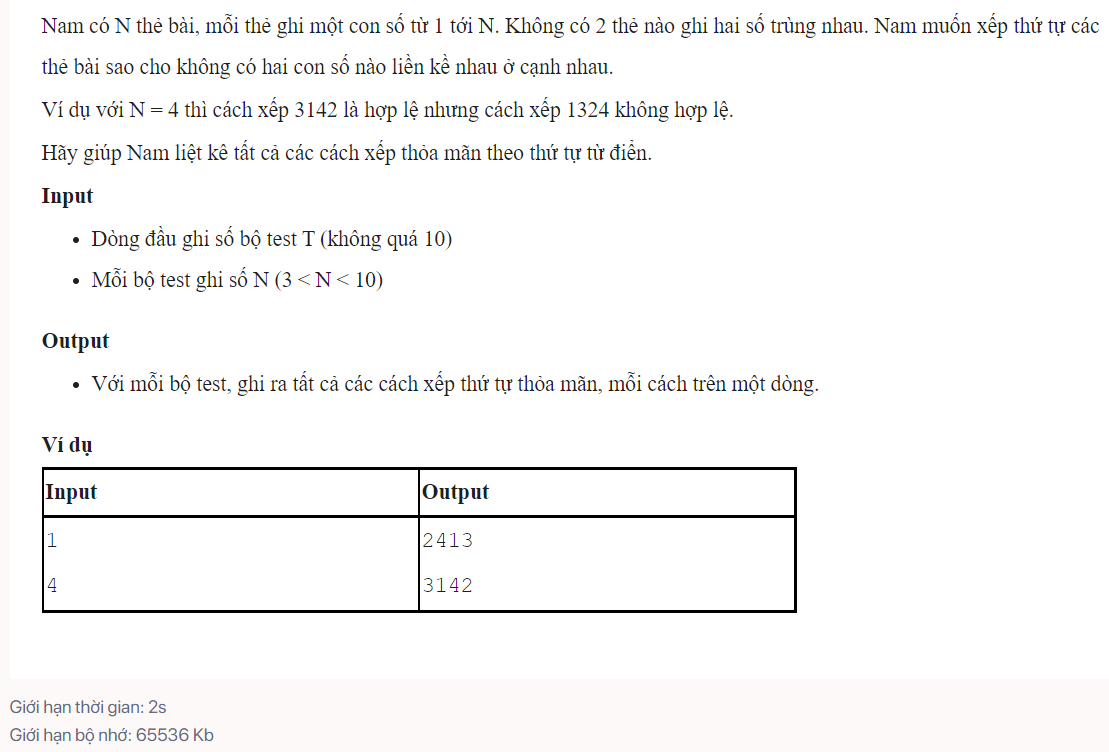 Nam có N thẻ bài, mỗi thẻ ghi một con số từ 1 tới N. Không có 2 thẻ nào ghi hai số trùng nhau. Nam muốn xếp thứ tự các
thẻ bài sao cho không có hai con số nào liền kề nhau ở cạnh nhau.
Ví dụ với N = 4 thì cách xếp 3142 là hợp lệ nhưng cách xếp 1324 không hợp lệ.
Hãy giúp Nam liệt kê tất cả các cách xếp thỏa mãn theo thứ tự từ điển.
Input
• Dòng đầu ghi số bộ test T (không quá 10)
• Mỗi bộ test ghi số N (3 < N < 10)
Output
• Với mỗi bộ test, ghi ra tất cả các cách xếp thứ tự thỏa mãn, mỗi cách trên một dòng.
Ví dụ
Input Output
1 2413
4 3142
Giới hạn thời gian: 2s
Giới hạn bộ nhớ: 65536 Kb